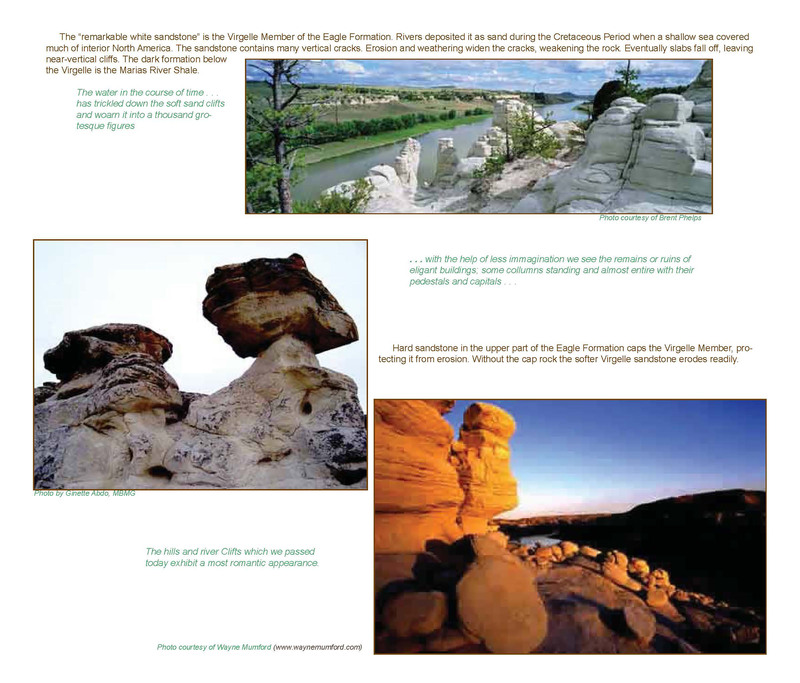 The “remarkable white sandstone” is the Virgelle Member of the Eagle Formation. Rivers deposited it as sand during the Cretaceous Period when a shallow sea covered
much of interior North America. The sandstone contains many vertical cracks. Erosion and weathering widen the cracks, weakening the rock. Eventually slabs fall off, leaving
near-vertical cliffs. The dark formation below
the Virgelle is the Marias River Shale.
The water in the course of time . . .
has trickled down the soft sand clifts
and woarn it into a thousand gro-
tesque figures
Photo courtesy of Brent Phelps
. . . with the help of less immagination we see the remains or ruins of
eligant buildings; some collumns standing and almost entire with their
pedestals and capitals . . .
Hard sandstone in the upper part of the Eagle Formation caps the Virgelle Member, pro-
tecting it from erosion. Without the cap rock the softer Virgelle sandstone erodes readily.
Photo by Ginette Abdo, MBMG
The hills and river Clifts which we passed
today exhibit a most romantic appearance.
Photo courtesy of Wayne Mumford (www.waynemumford.com)